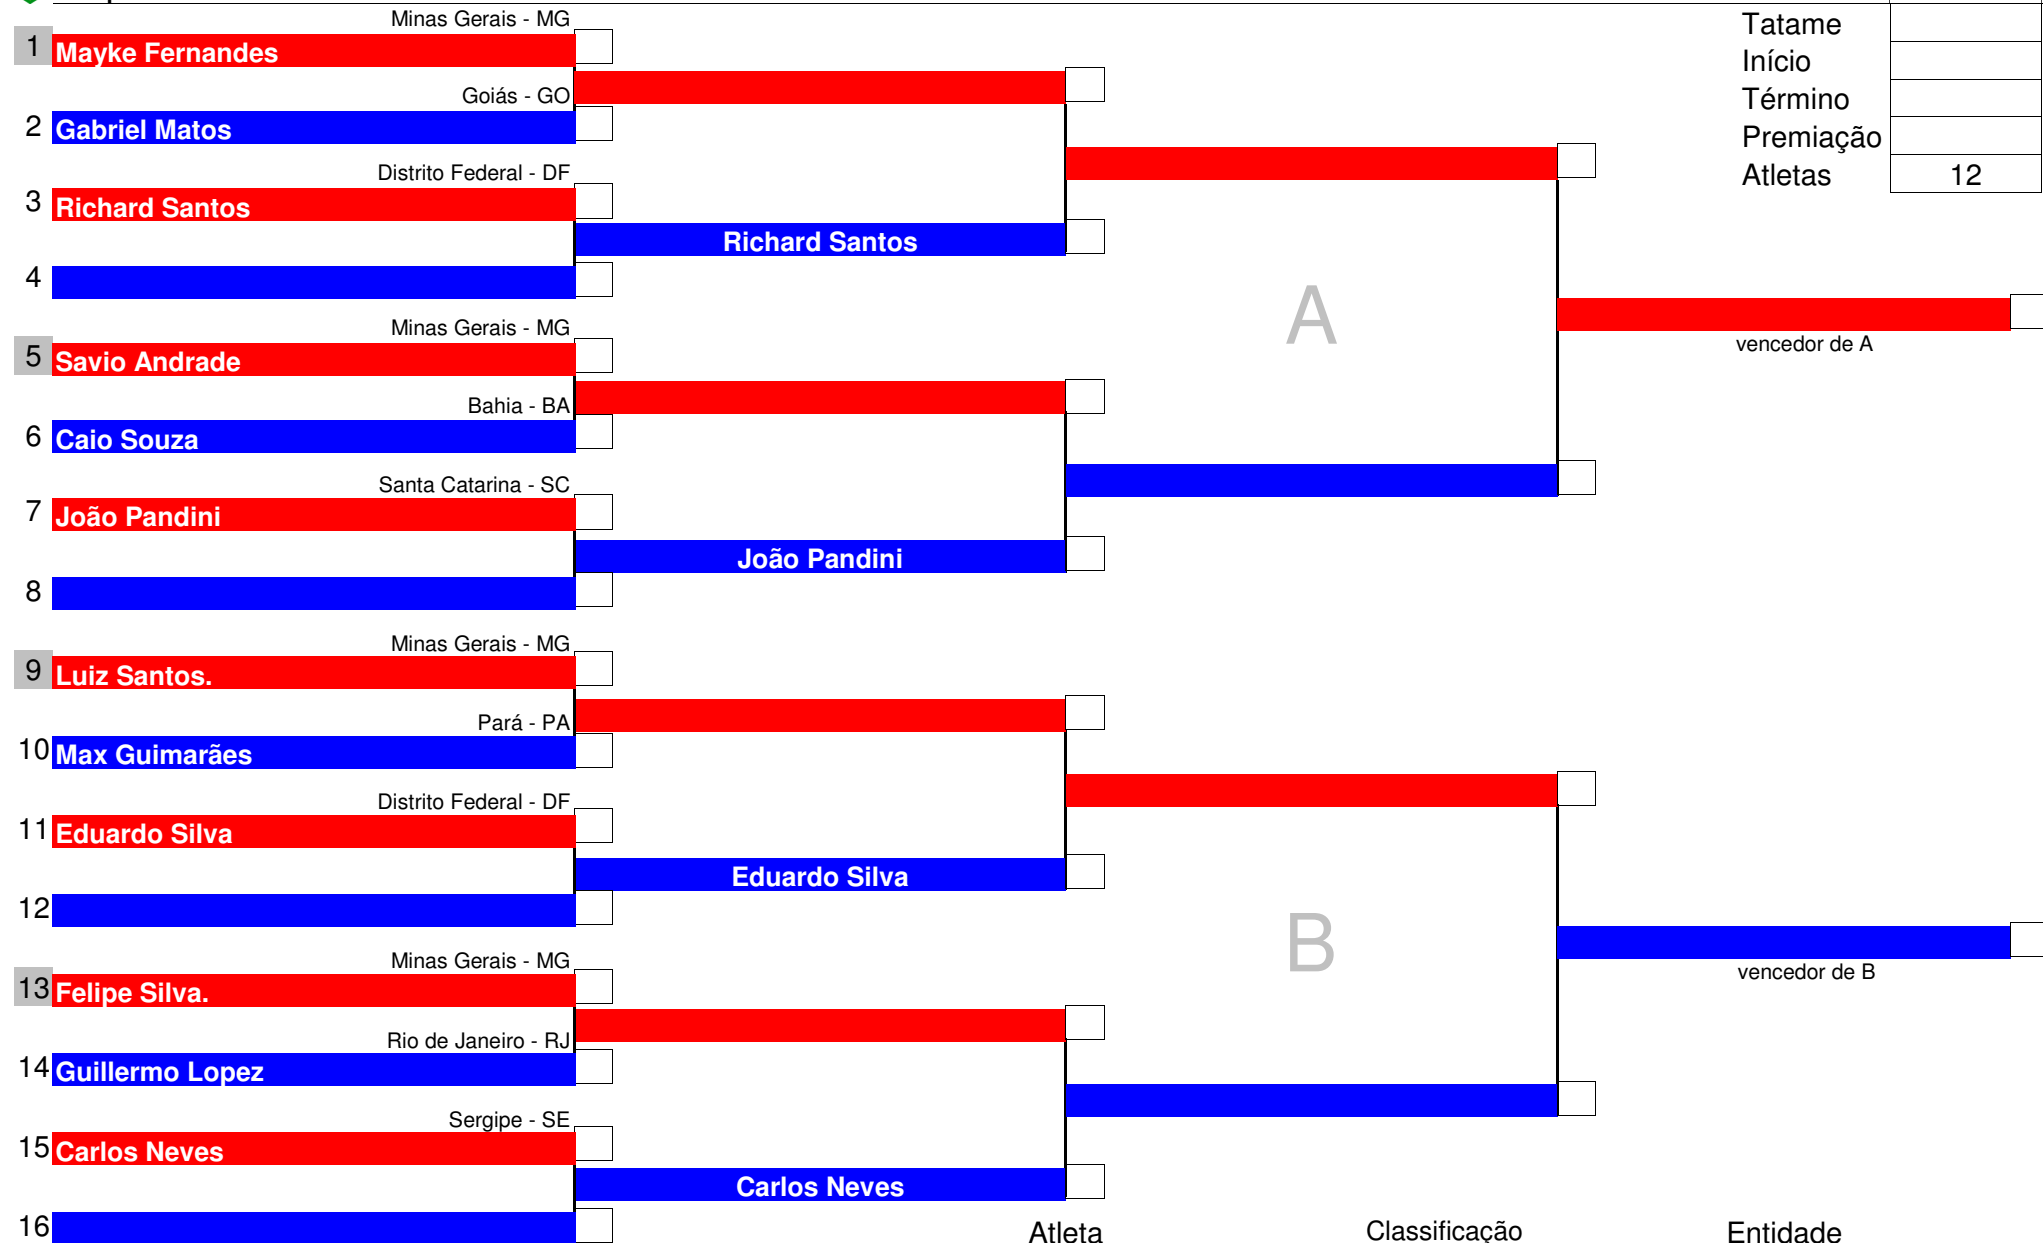 Minas Gerais - MG
Tatame
1 Mayke Fernandes
Início
Goiás - GO
Término
2 Gabriel Matos
Premiação
Distrito Federal - DF
Atletas 12
3 Richard Santos
Richard Santos
4
A
Minas Gerais - MG
vencedor de A
5 Savio Andrade
Bahia - BA
6 Caio Souza
Santa Catarina - SC
7 João Pandini
João Pandini
8
Minas Gerais - MG
9 Luiz Santos.
Pará - PA
10 Max Guimarães
Distrito Federal - DF
11 Eduardo Silva
Eduardo Silva
12
B
Minas Gerais - MG
vencedor de B
13 Felipe Silva.
Rio de Janeiro - RJ
14 Guillermo Lopez
Sergipe - SE
15 Carlos Neves
Carlos Neves
16
Atleta Classificação Entidade